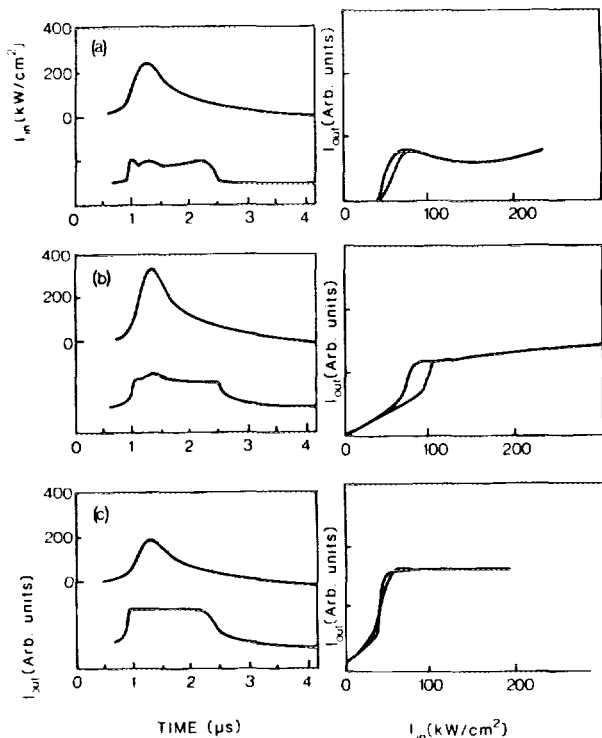 400
(a)
200
0
I_in(kW/cm²)
0 1 2 3 4
I_out(Arb. units)
0 100 200
400
(b)
200
0
0 1 2 3 4
I_out(Arb. units)
0 100 200
400
(c)
200
0
I_out(Arb. units)
0 1 2 3 4
TIME (µs)
I_out(Arb. units)
0 100 200
I_in(kW/cm²)